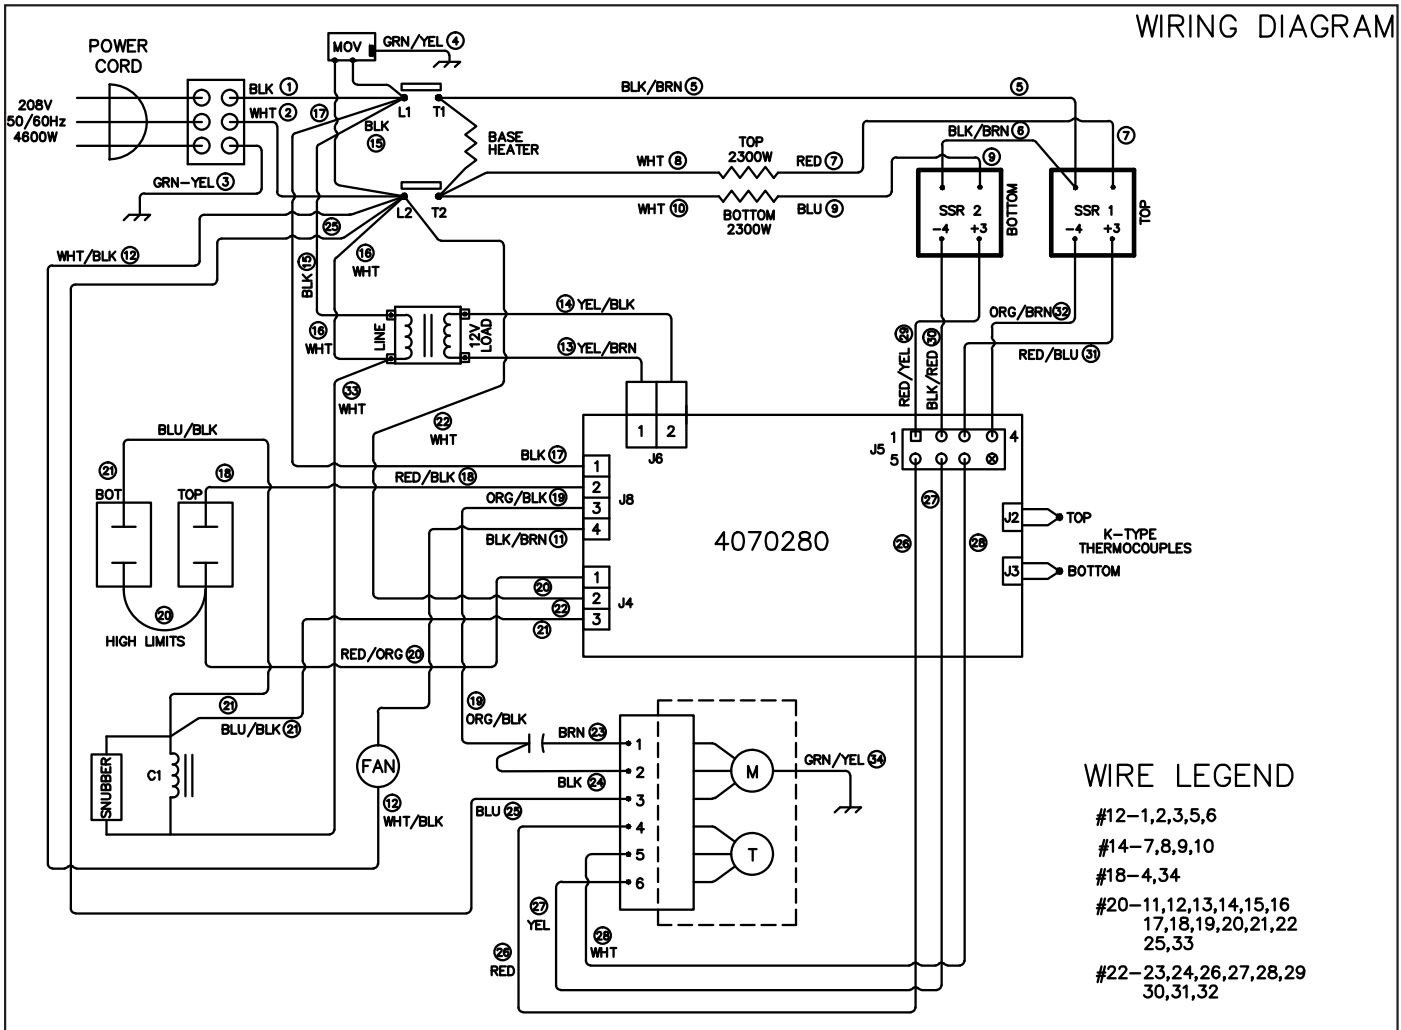 WIRING DIAGRAM
POWER
CORD
208V
50/60Hz
4600W
BLK 1
WHT 2
GRN-YEL 3
MOV
GRN/YEL 4
17
BLK
15
L1
T1
BASE
HEATER
L2
T2
BLK/BRN 5
5
BLK/BRN 6
7
9
TOP
2300W
WHT 8
RED 7
WHT 10
BLU 9
BOTTOM
2300W
SSR 2
-4 +3
BOTTOM
SSR 1
-4 +3
TOP
25
WHT/BLK 12
16
WHT
BLK 15
16
WHT
LINE
12V
LOAD
14 YEL/BLK
13 YEL/BRN
33
WHT
22
WHT
ORG/BRN 32
RED/BLU 31
RED/YEL 29
BLK/RED 30
1 2
J6
1 4
J5
5
BLU/BLK
21
BOT
18
TOP
20
HIGH LIMITS
BLK 17
RED/BLK 18
ORG/BLK 19
BLK/BRN 11
1
2
3
4
J8
1
2
3
J4
20
22
21
RED/ORG 20
4070280
27
26
28
J2
TOP
K-TYPE
THERMOCOUPLES
J3
BOTTOM
21
BLU/BLK 21
SNUBBER
C1
FAN
12
WHT/BLK
19
ORG/BLK
BRN 23
BLK 24
BLU 25
1
2
3
4
5
6
M
T
GRN/YEL 34
27
YEL
28
WHT
26
RED
WIRE LEGEND
#12-1,2,3,5,6
#14-7,8,9,10
#18-4,34
#20-11,12,13,14,15,16
17,18,19,20,21,22
25,33
#22-23,24,26,27,28,29
30,31,32